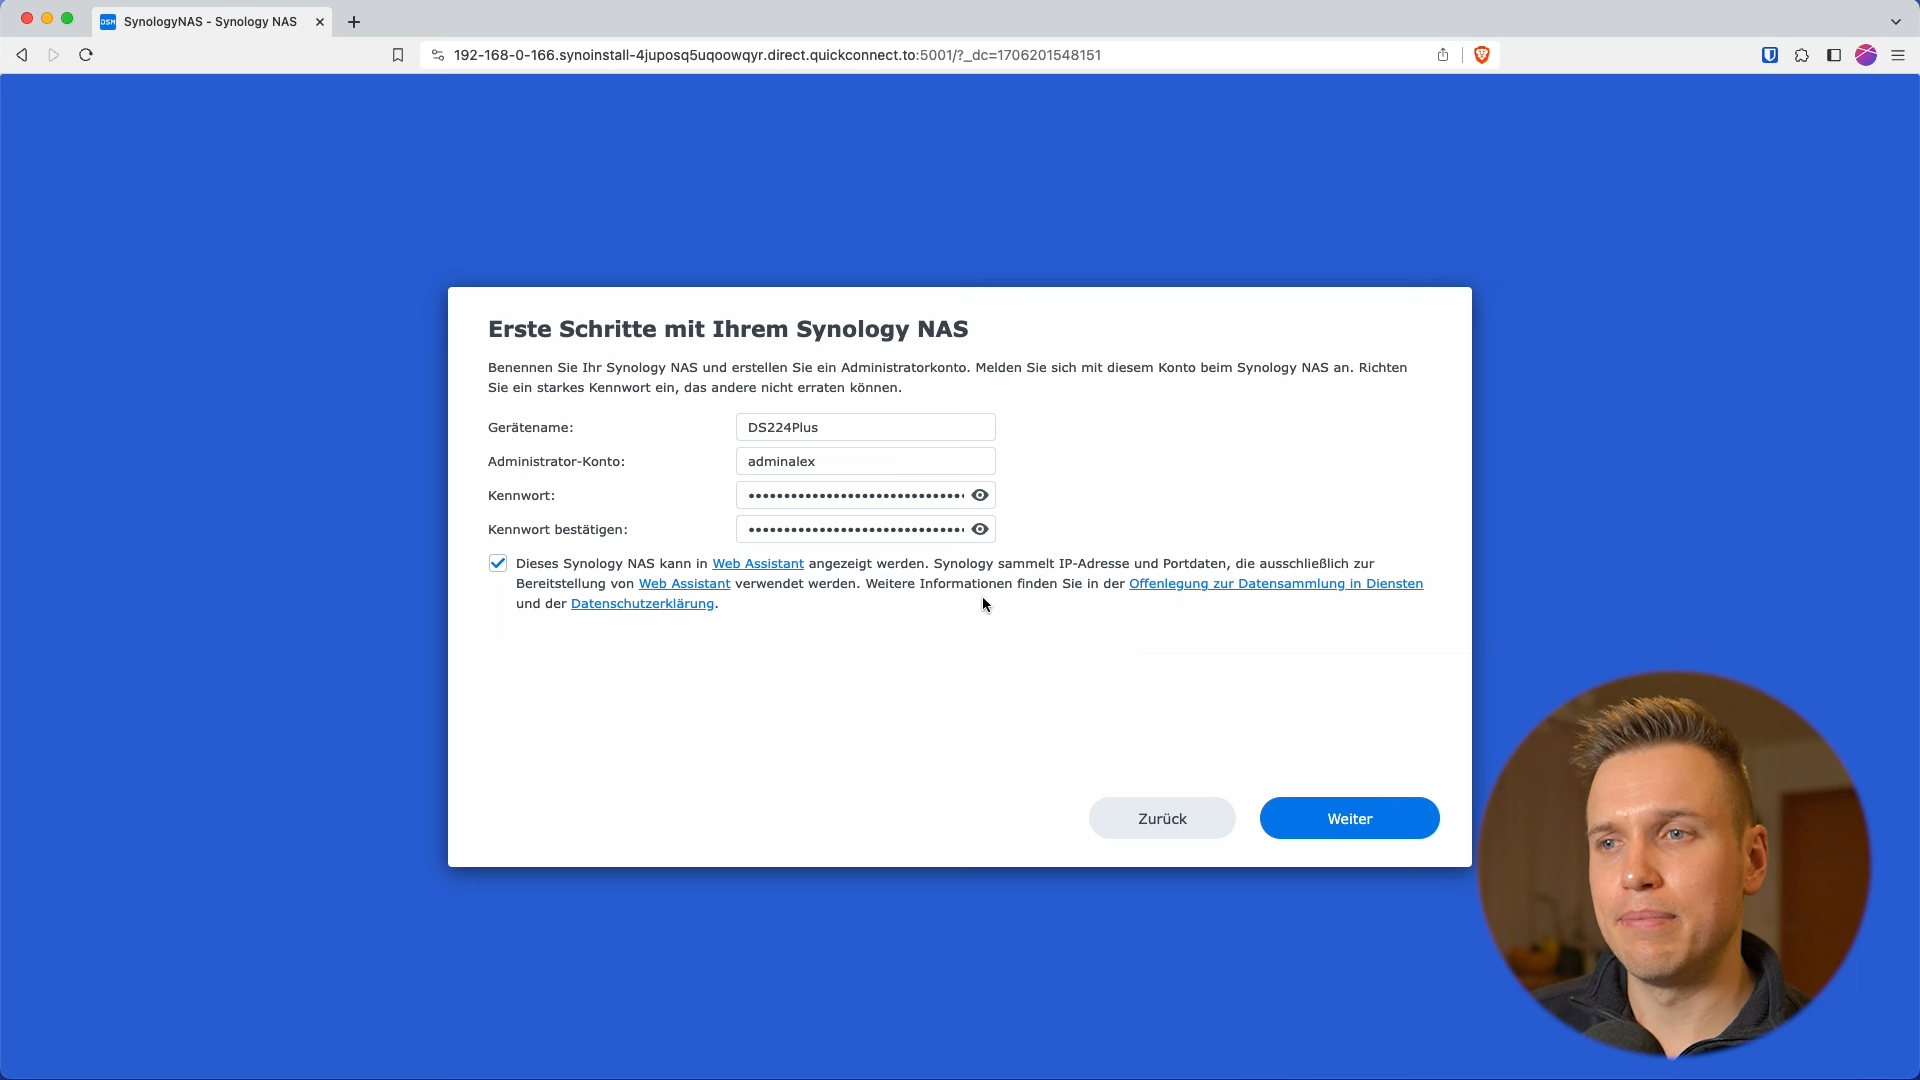 SynologyNAS - Synology NAS
192-168-0-166.synoinstall-4juposq5uqoowqyr.direct.quickconnect.to:5001/?_dc=1706201548151
Erste Schritte mit Ihrem Synology NAS
Benennen Sie Ihr Synology NAS und erstellen Sie ein Administratorkonto. Melden Sie sich mit diesem Konto beim Synology NAS an. Richten
Sie ein starkes Kennwort ein, das andere nicht erraten können.
Gerätename: DS224Plus
Administrator-Konto: adminalex
Kennwort:
Kennwort bestätigen:
Dieses Synology NAS kann in Web Assistant angezeigt werden. Synology sammelt IP-Adresse und Portdaten, die ausschließlich zur
Bereitstellung von Web Assistant verwendet werden. Weitere Informationen finden Sie in der Offenlegung zur Datensammlung in Diensten
und der Datenschutzerklärung.
Zurück Weiter